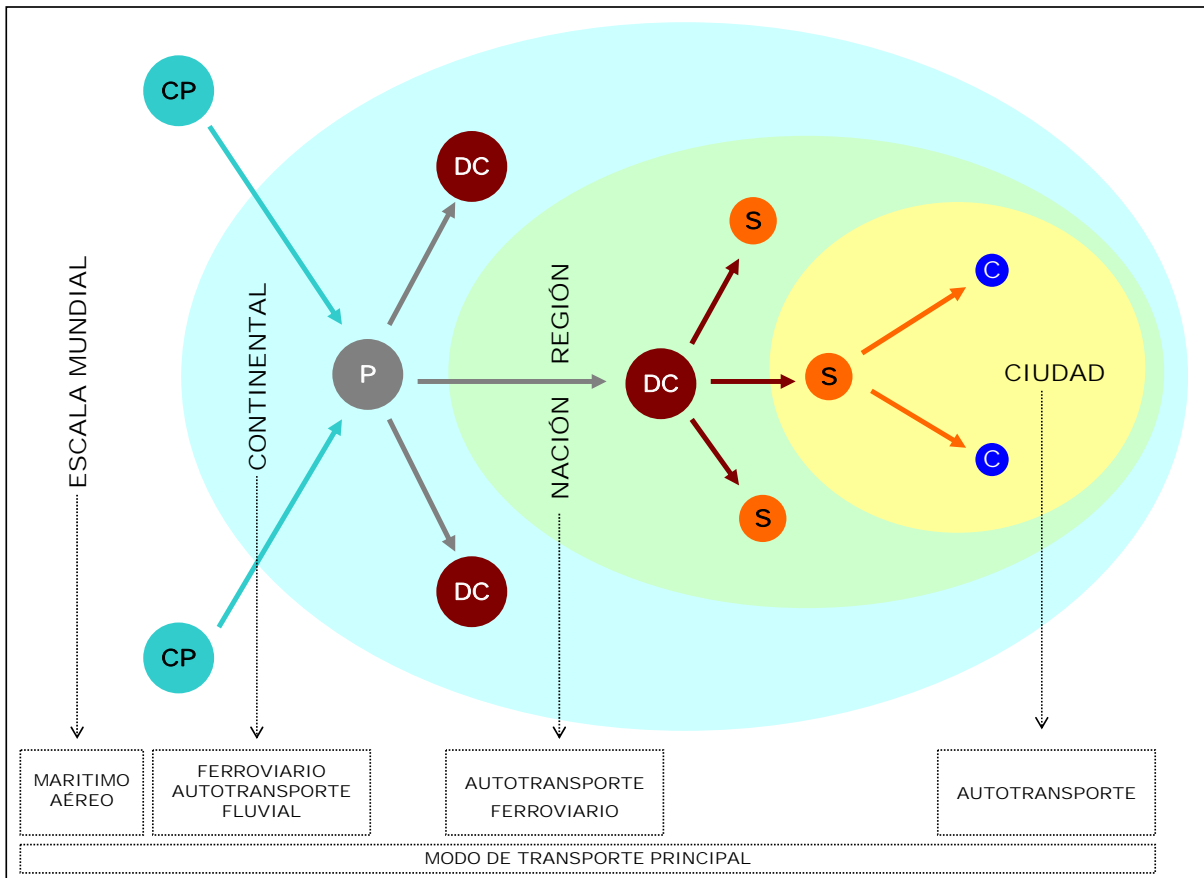 CP
DC
S
C
ESCALA MUNDIAL
CONTINENTAL
NACIÓN REGIÓN
P
DC
S
CIUDAD
C
S
DC
CP
MARITIMO
AÉREO
FERROVIARIO
AUTOTRANSPORTE
FLUVIAL
AUTOTRANSPORTE
FERROVIARIO
AUTOTRANSPORTE
MODO DE TRANSPORTE PRINCIPAL